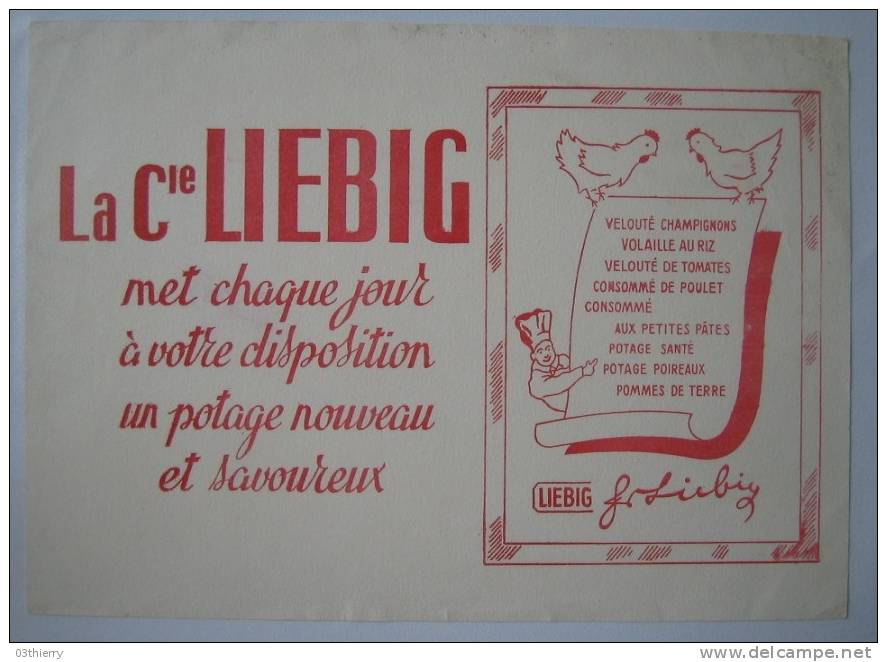 La Cie LIEBIG
met chaque jour
à votre disposition
un potage nouveau
et savoureux
VELOUTÉ CHAMPIGNONS
VOLAILLE AU RIZ
VELOUTÉ DE TOMATES
CONSOMMÉ DE POULET
CONSOMMÉ
AUX PETITES PÂTES
POTAGE SANTÉ
POTAGE POIREAUX
POMMES DE TERRE
LIEBIG Jv Liebig
03thierry
www.delcampe.net